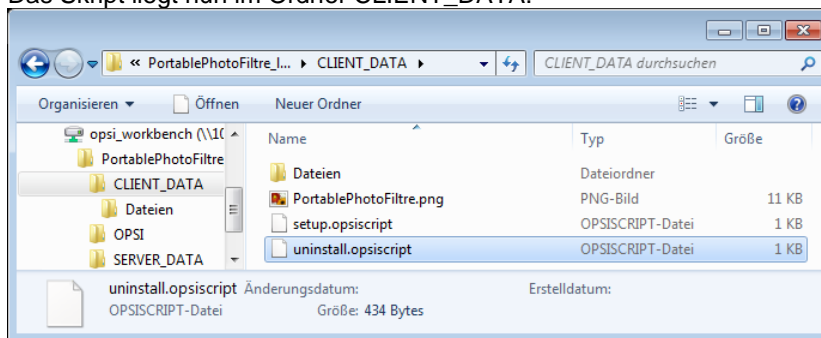 Das Skript liegt nun im Ordner CLIENT_DATA.
« PortablePhotoFiltre_I... ▸ CLIENT_DATA ▸
CLIENT_DATA durchsuchen
Organisieren ▾ Öffnen Neuer Ordner
opsi_workbench (\\10
PortablePhotoFiltre
CLIENT_DATA
Dateien
OPSI
SERVER_DATA
Name Typ Größe
Dateien Dateiordner
PortablePhotoFiltre.png PNG-Bild 11 KB
setup.opsiscript OPSISCRIPT-Datei 1 KB
uninstall.opsiscript OPSISCRIPT-Datei 1 KB
uninstall.opsiscript Änderungsdatum: Erstelldatum:
OPSISCRIPT-Datei Größe: 434 Bytes